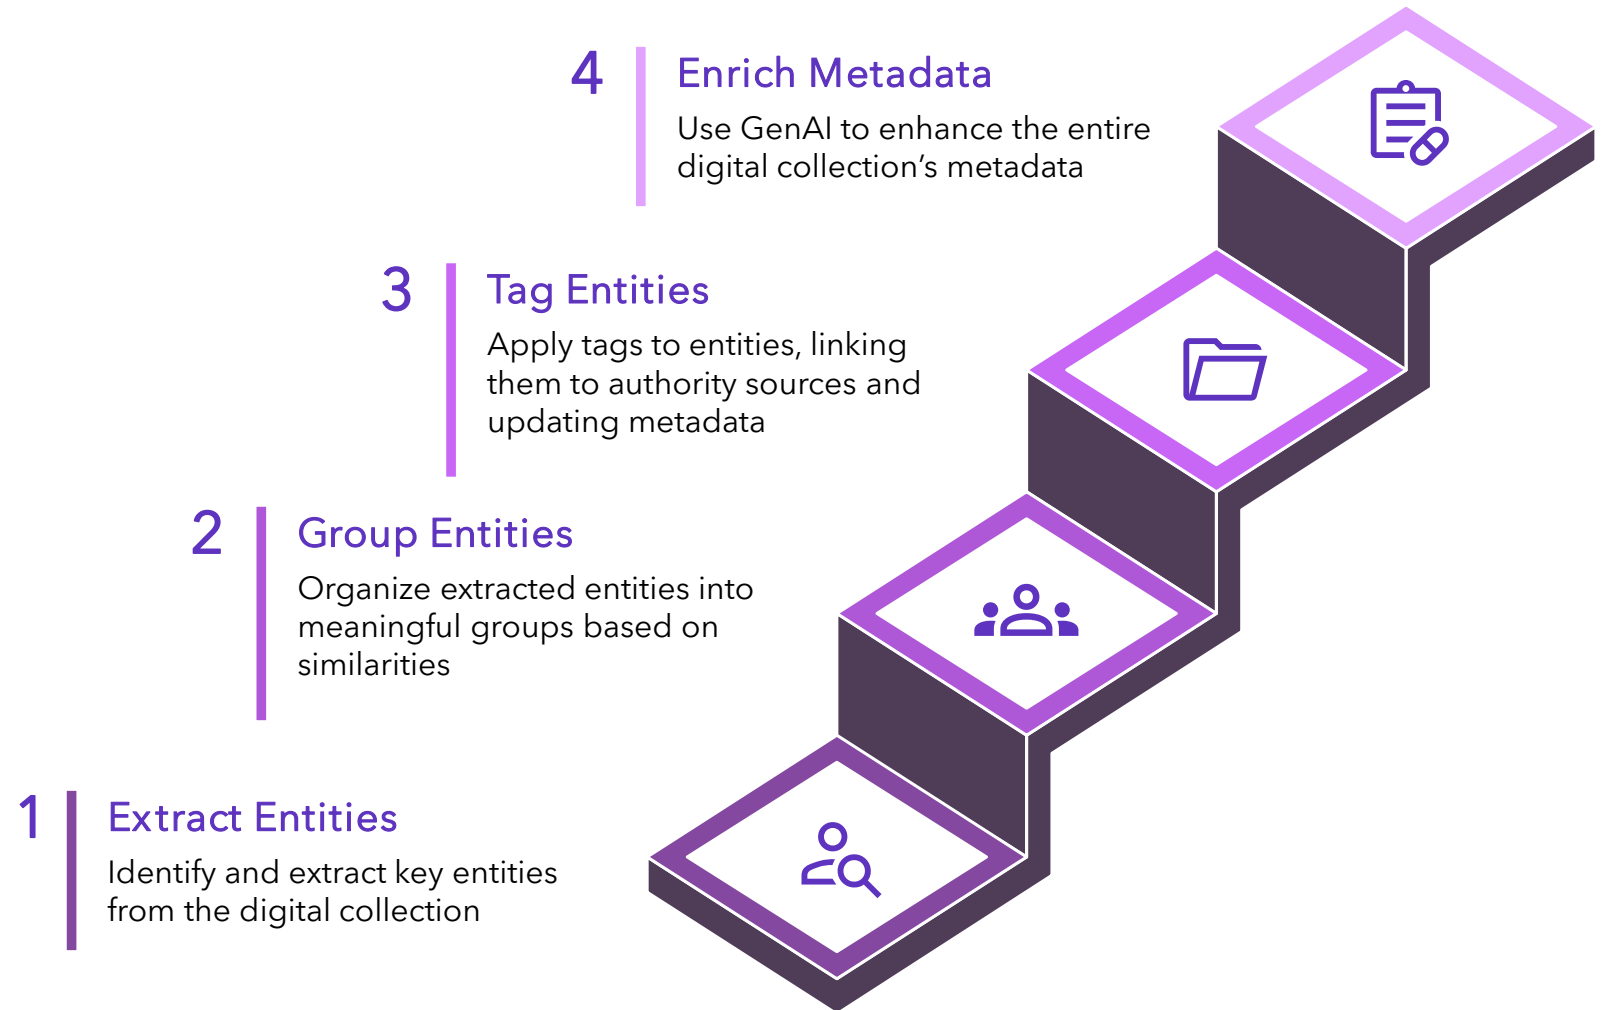 4
Enrich Metadata
Use GenAI to enhance the entire
digital collection’s metadata
3
Tag Entities
Apply tags to entities, linking
them to authority sources and
updating metadata
2
Group Entities
Organize extracted entities into
meaningful groups based on
similarities
1
Extract Entities
Identify and extract key entities
from the digital collection